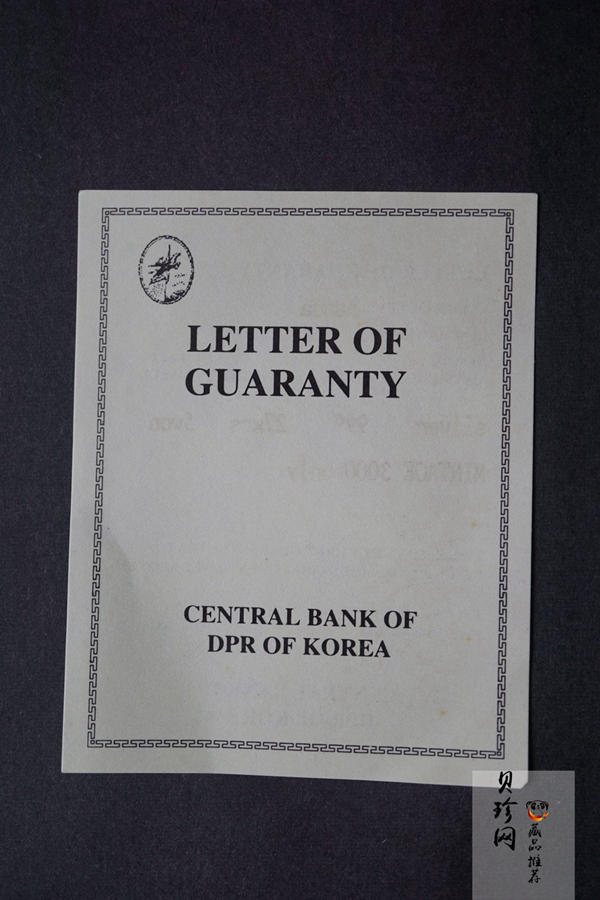 LETTER OF
GUARANTY
CENTRAL BANK OF
DPR OF KOREA
贝珍网
藏品推荐